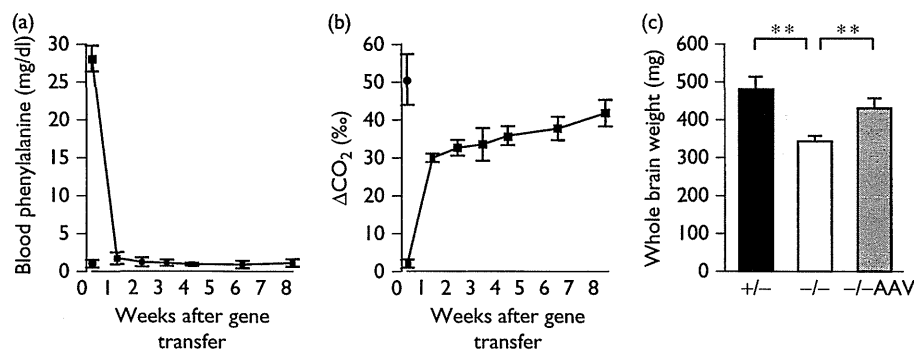 (a)
Blood phenylalanine (mg/dl)
30
25
20
15
10
5
2
0
0 1 2 3 4 5 6 7 8
Weeks after gene
transfer
(b)
ΔCO₂ (‰)
60
50
40
30
20
10
0
0 1 2 3 4 5 6 7 8
Weeks after gene
transfer
(c)
Whole brain weight (mg)
600
500
400
300
200
100
0
** **
+/− −/− −/−AAV